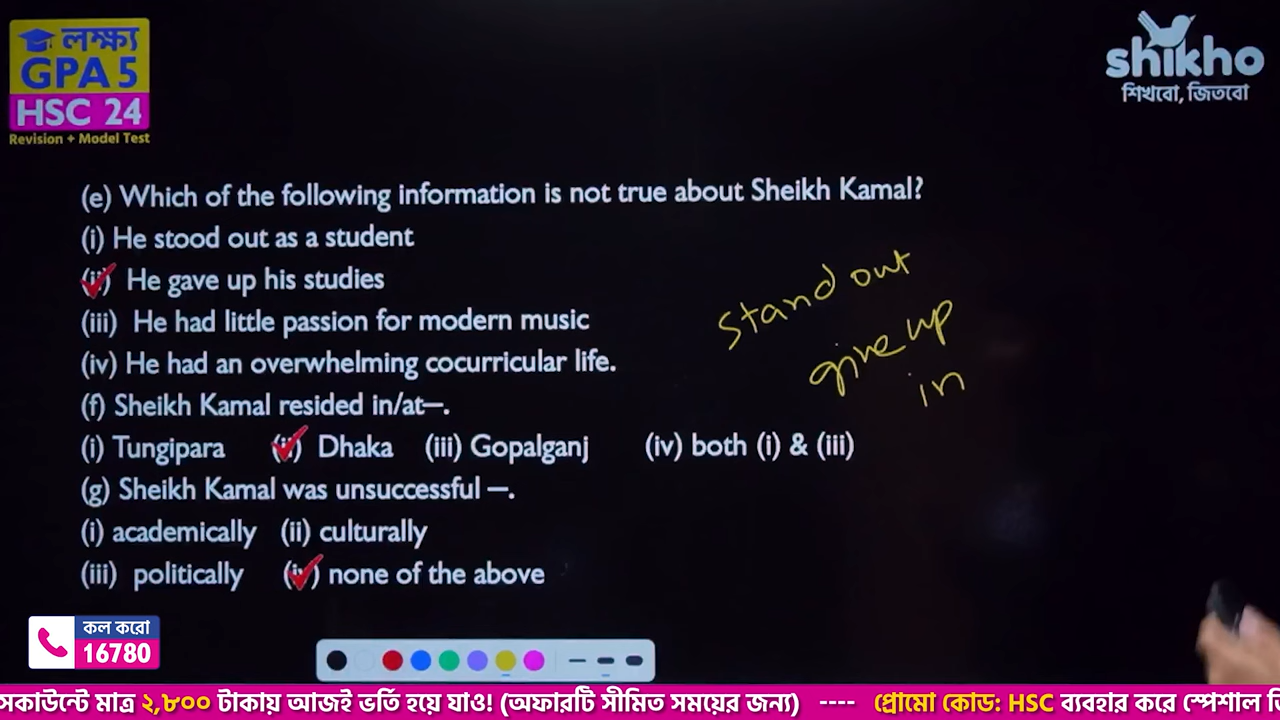 লক্ষ্য
GPA 5
HSC 24
Revision + Model Test
shikho
শিখবো, জিতবো
(e) Which of the following information is not true about Sheikh Kamal?
(i) He stood out as a student
(ii) He gave up his studies
(iii) He had little passion for modern music
(iv) He had an overwhelming cocurricular life.
stand out
give up
in
(f) Sheikh Kamal resided in/at—.
(i) Tungipara (ii) Dhaka (iii) Gopalganj (iv) both (i) & (iii)
(g) Sheikh Kamal was unsuccessful —.
(i) academically (ii) culturally
(iii) politically (iv) none of the above
কল করো
16780
সকাউন্টে মাত্র ২,৮০০ টাকায় আজই ভর্তি হয়ে যাও! (অফারটি সীমিত সময়ের জন্য) ---- প্রোমো কোড: HSC ব্যবহার করে স্পেশাল